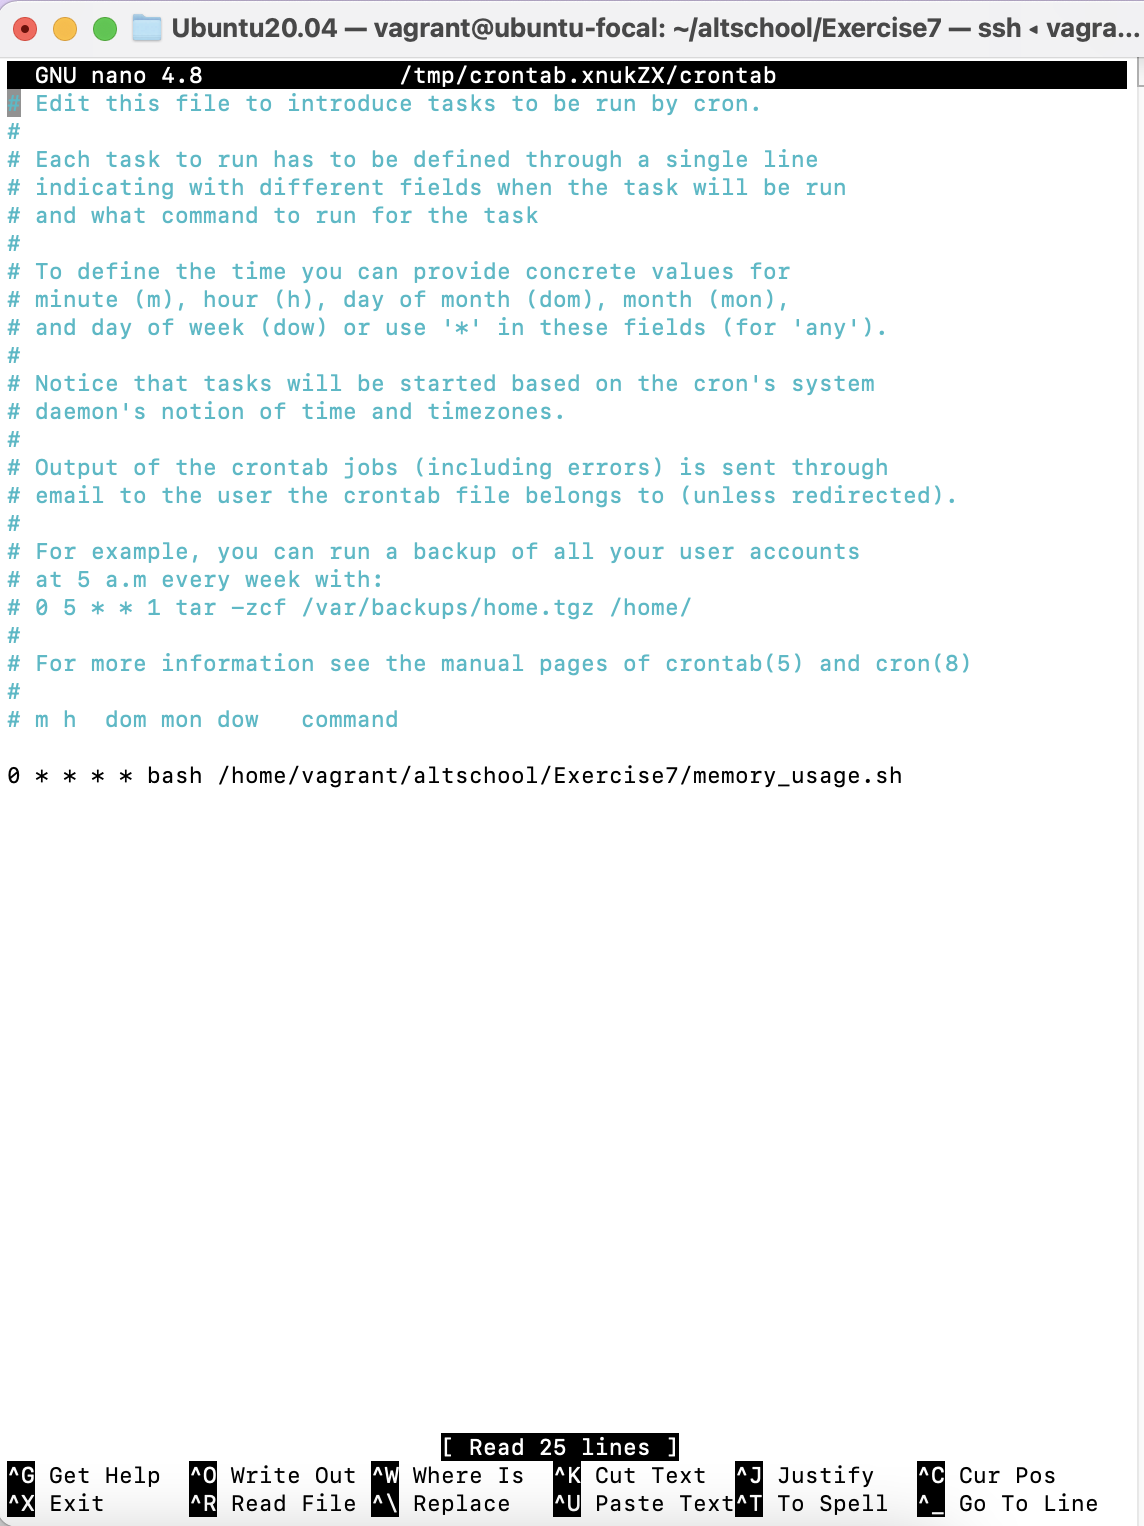 Ubuntu20.04 — vagrant@ubuntu-focal: ~/altschool/Exercise7 — ssh ◂ vagra...
GNU nano 4.8 /tmp/crontab.xnukZX/crontab
# Edit this file to introduce tasks to be run by cron.
#
# Each task to run has to be defined through a single line
# indicating with different fields when the task will be run
# and what command to run for the task
#
# To define the time you can provide concrete values for
# minute (m), hour (h), day of month (dom), month (mon),
# and day of week (dow) or use '*' in these fields (for 'any').
#
# Notice that tasks will be started based on the cron's system
# daemon's notion of time and timezones.
#
# Output of the crontab jobs (including errors) is sent through
# email to the user the crontab file belongs to (unless redirected).
#
# For example, you can run a backup of all your user accounts
# at 5 a.m every week with:
# 0 5 * * 1 tar -zcf /var/backups/home.tgz /home/
#
# For more information see the manual pages of crontab(5) and cron(8)
#
# m h  dom mon dow   command
0 * * * * bash /home/vagrant/altschool/Exercise7/memory_usage.sh
[ Read 25 lines ]
^G Get Help ^O Write Out ^W Where Is ^K Cut Text ^J Justify ^C Cur Pos
^X Exit ^R Read File ^\ Replace ^U Paste Text ^T To Spell ^_ Go To Line